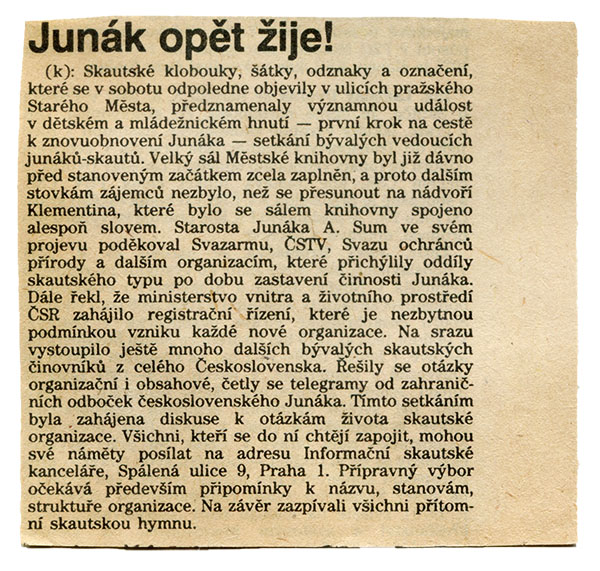 Junák opět žije!
(k): Skautské klobouky, šátky, odznaky a označení,
které se v sobotu odpoledne objevily v ulicích pražského
Starého Města, předznamenaly významnou událost
v dětském a mládežnickém hnutí — první krok na cestě
k znovuobnovení Junáka — setkání bývalých vedoucích
junáků-skautů. Velký sál Městské knihovny byl již dávno
před stanoveným začátkem zcela zaplněn, a proto dalším
stovkám zájemců nezbylo, než se přesunout na nádvoří
Klementina, které bylo se sálem knihovny spojeno
alespoň slovem. Starosta Junáka A. Sum ve svém
projevu poděkoval Svazarmu, ČSTV, Svazu ochránců
přírody a dalším organizacím, které přichýlily oddíly
skautského typu po dobu zastavení činnosti Junáka.
Dále řekl, že ministerstvo vnitra a životního prostředí
ČSR zahájilo registrační řízení, které je nezbytnou
podmínkou vzniku každé nové organizace. Na srazu
vystoupilo ještě mnoho dalších bývalých skautských
činovníků z celého Československa. Řešily se otázky
organizační i obsahové, četly se telegramy od zahranič-
ních odboček československého Junáka. Tímto setkáním
byla zahájena diskuse k otázkám života skautské
organizace. Všichni, kteří se do ní chtějí zapojit, mohou
své náměty posílat na adresu Informační skautské
kanceláře, Spálená ulice 9, Praha 1. Přípravný výbor
očekává především připomínky k názvu, stanovám,
struktuře organizace. Na závěr zazpívali všichni přítom-
ní skautskou hymnu.